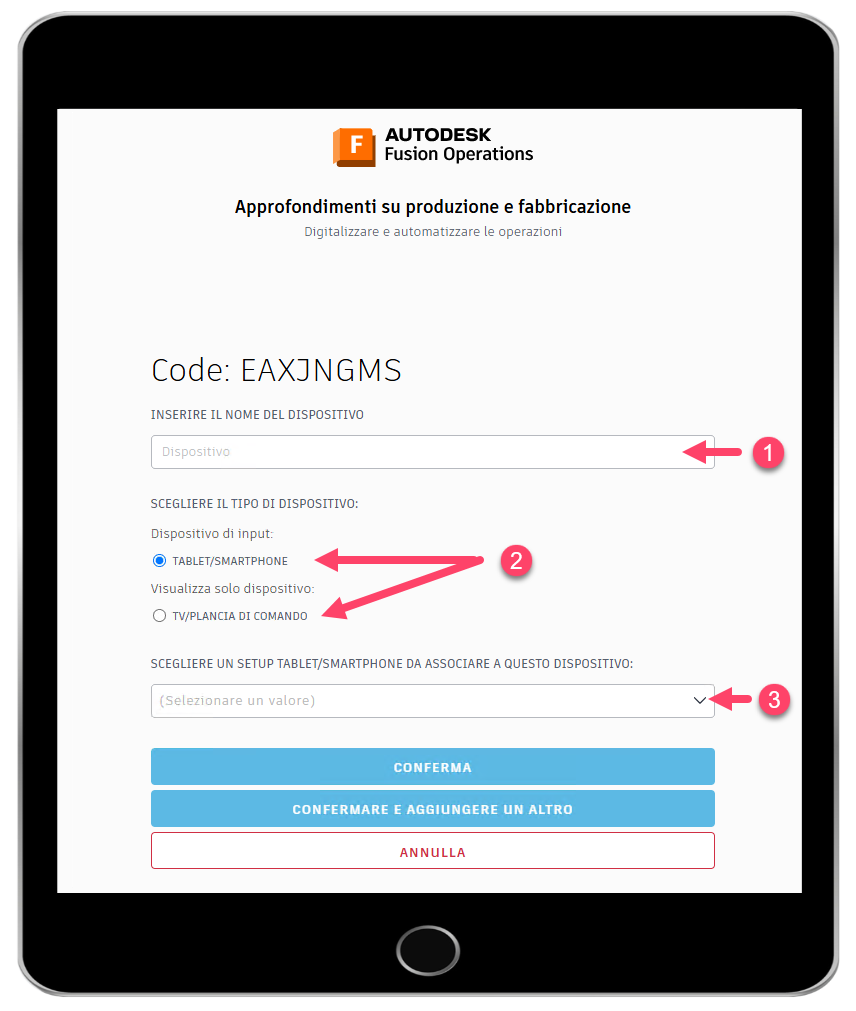 F
AUTODESK
Fusion Operations
Approfondimenti su produzione e fabbricazione
Digitalizzare e automatizzare le operazioni
Code: EAXJNGMS
INSERIRE IL NOME DEL DISPOSITIVO
Dispositivo
1
SCEGLIERE IL TIPO DI DISPOSITIVO:
Dispositivo di input:
TABLET/SMARTPHONE
2
Visualizza solo dispositivo:
TV/PLANCIA DI COMANDO
SCEGLIERE UN SETUP TABLET/SMARTPHONE DA ASSOCIARE A QUESTO DISPOSITIVO:
(Selezionare un valore)
3
CONFERMA
CONFERMARE E AGGIUNGERE UN ALTRO
ANNULLA